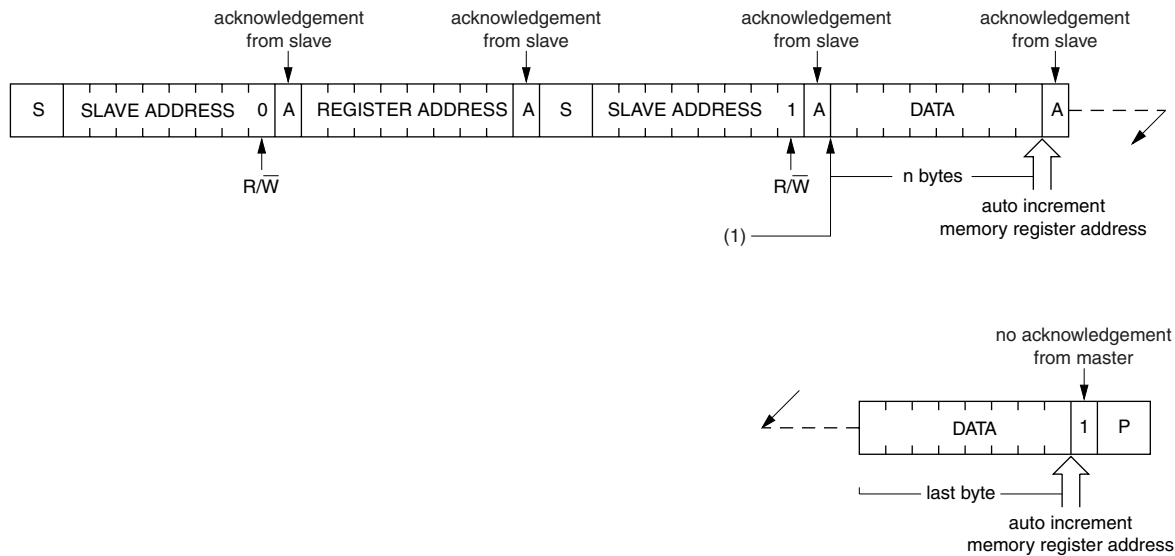 acknowledgement
from slave
acknowledgement
from slave
acknowledgement
from slave
acknowledgement
from slave
S SLAVE ADDRESS 0 A REGISTER ADDRESS A S SLAVE ADDRESS 1 A DATA A
R/W̅
R/W̅
n bytes
auto increment
memory register address
(1)
no acknowledgement
from master
DATA 1 P
last byte
auto increment
memory register address